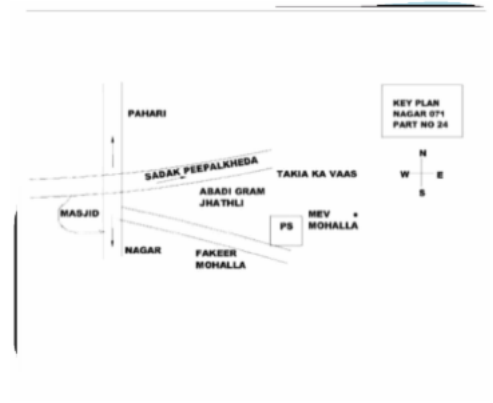 PAHARI
KEY PLAN
NAGAR 071
PART NO 24
N
W E
S
SADAK PEEPALKHEDA
TAKIA KA VAAS
ABADI GRAM
JHATHLI
MASJID
MEV
MOHALLA
PS
NAGAR
FAKEER
MOHALLA